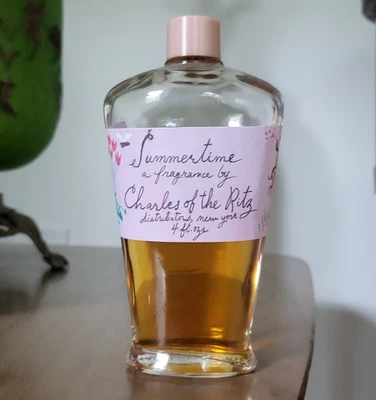 Summertime
a fragrance by
Charles of the Ritz
distributors, new york
4 fl. ozs